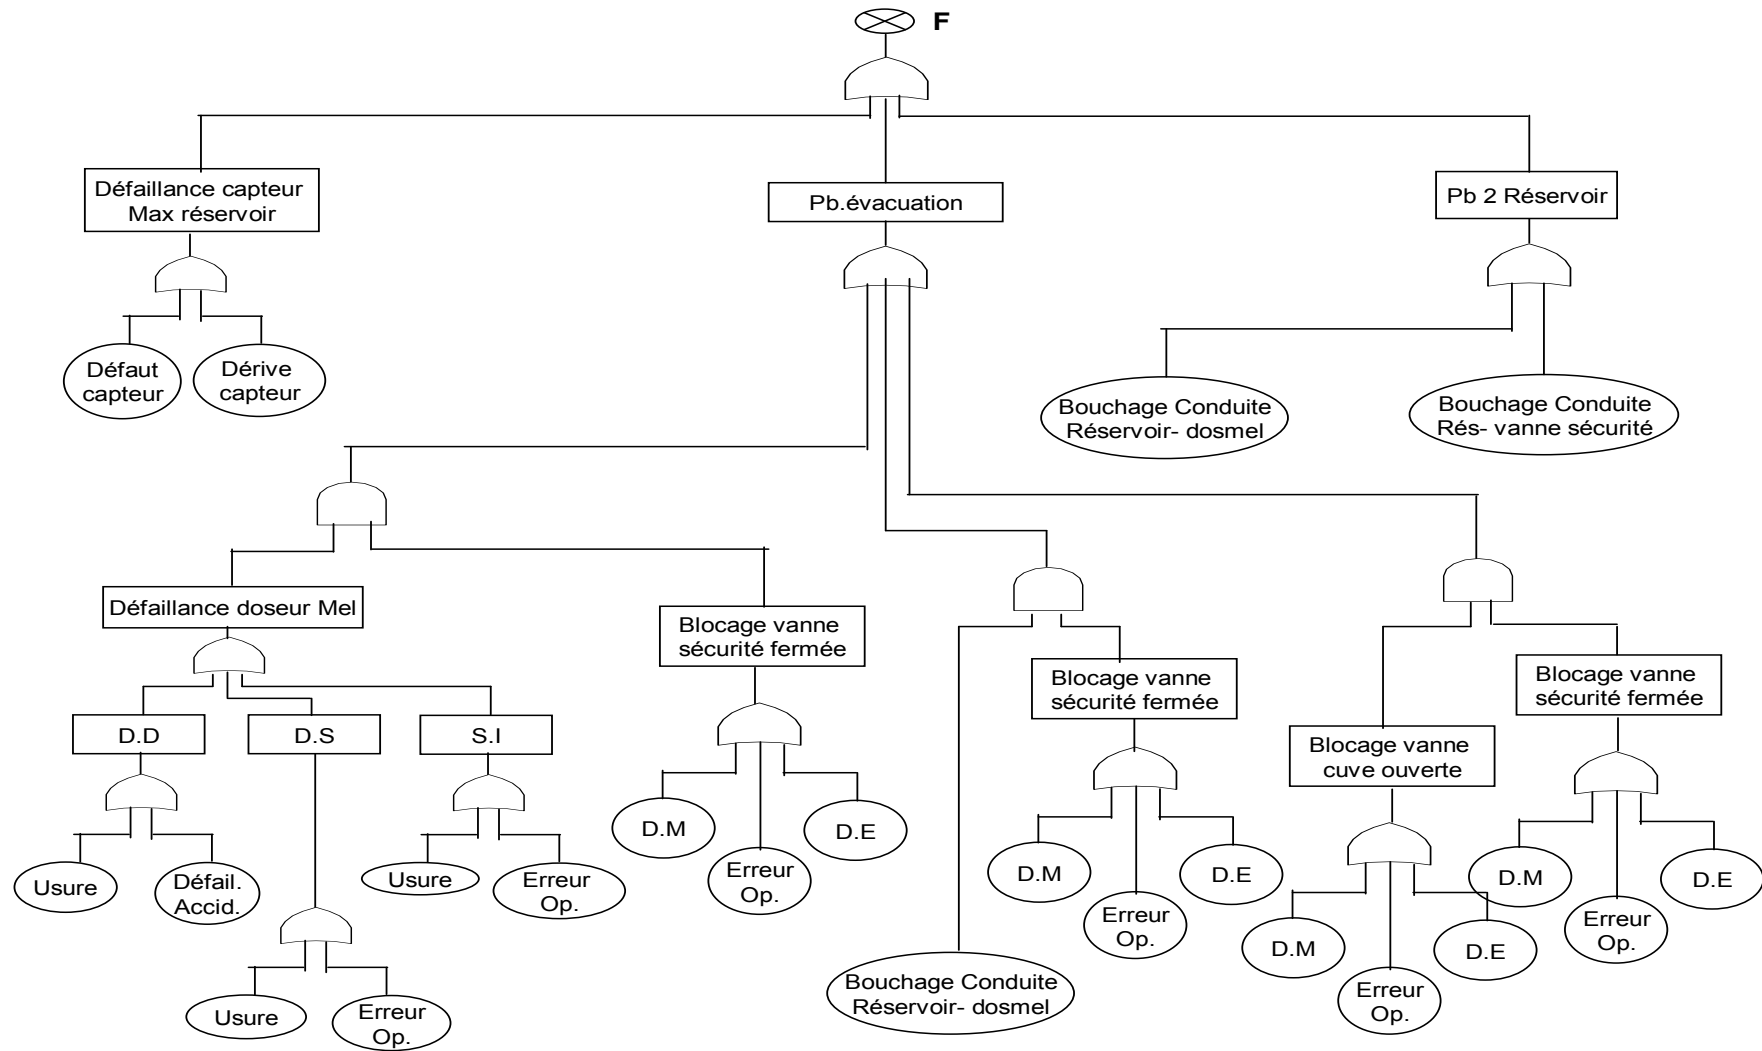 F
Défaillance capteur
Max réservoir
Pb.évacuation
Pb 2 Réservoir
Défaut
capteur
Dérive
capteur
Bouchage Conduite
Réservoir- dosmel
Bouchage Conduite
Rés- vanne sécurité
Défaillance doseur Mel
Blocage vanne
sécurité fermée
Blocage vanne
sécurité fermée
Blocage vanne
sécurité fermée
Blocage vanne
cuve ouverte
D.D
D.S
S.I
D.M
Erreur
Op.
D.E
D.M
Erreur
Op.
D.E
D.M
Erreur
Op.
D.E
D.M
Erreur
Op.
D.E
Usure
Défail.
Accid.
Usure
Erreur
Op.
Usure
Erreur
Op.
Bouchage Conduite
Réservoir- dosmel